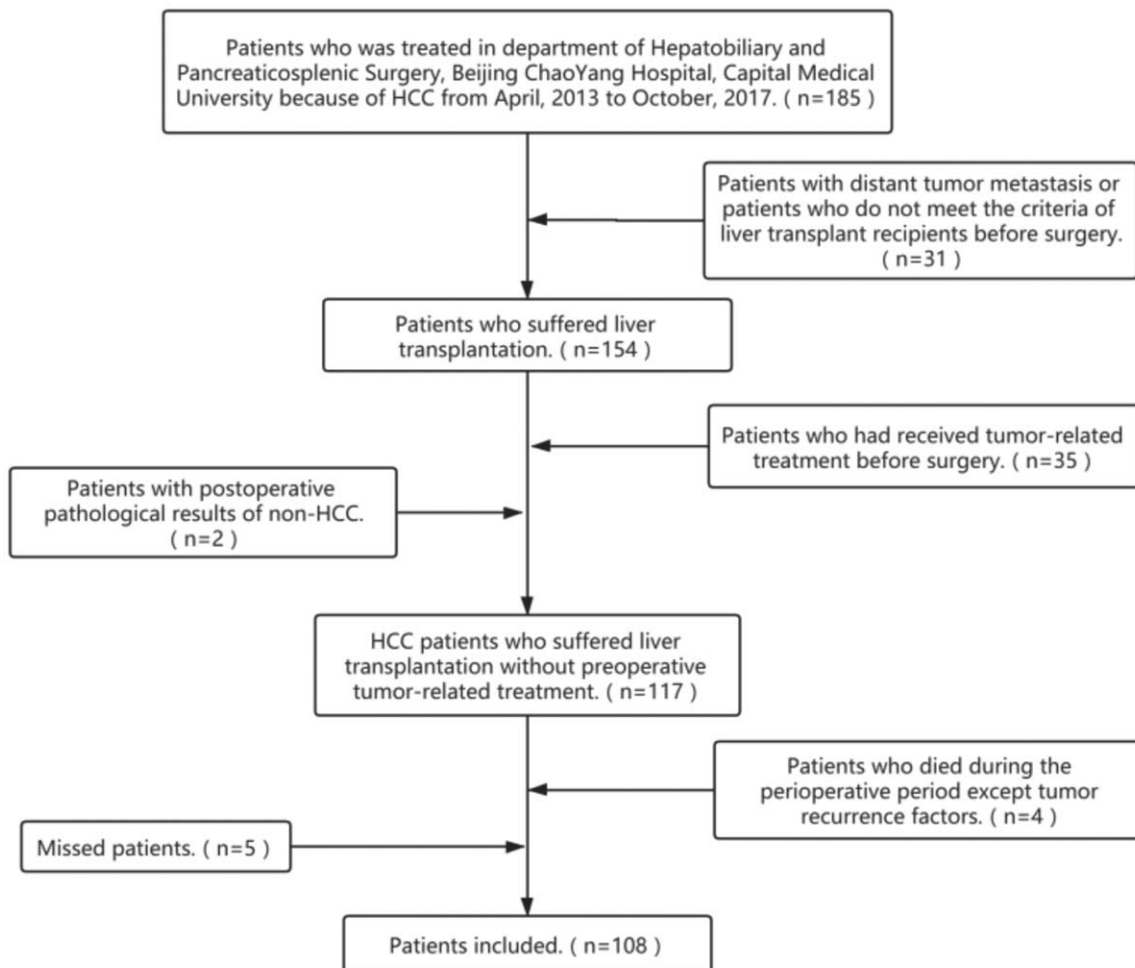 Patients who was treated in department of Hepatobiliary and
Pancreaticosplenic Surgery, Beijing ChaoYang Hospital, Capital Medical
University because of HCC from April, 2013 to October, 2017. ( n=185 )
Patients with distant tumor metastasis or
patients who do not meet the criteria of
liver transplant recipients before surgery.
( n=31 )
Patients who suffered liver
transplantation. ( n=154 )
Patients who had received tumor-related
treatment before surgery. ( n=35 )
Patients with postoperative
pathological results of non-HCC.
( n=2 )
HCC patients who suffered liver
transplantation without preoperative
tumor-related treatment. ( n=117 )
Patients who died during the
perioperative period except tumor
recurrence factors. ( n=4 )
Missed patients. ( n=5 )
Patients included. ( n=108 )